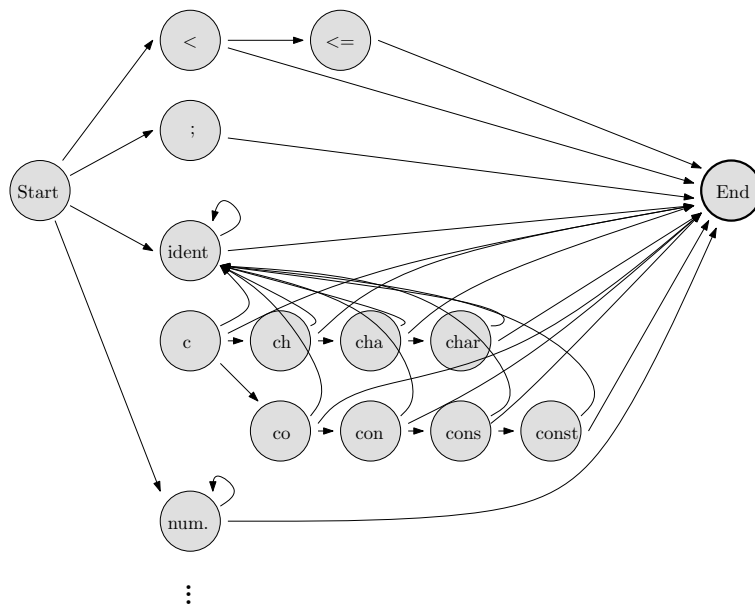 < <=
;
Start End
ident
c ch cha char
co con cons const
num.
⋮